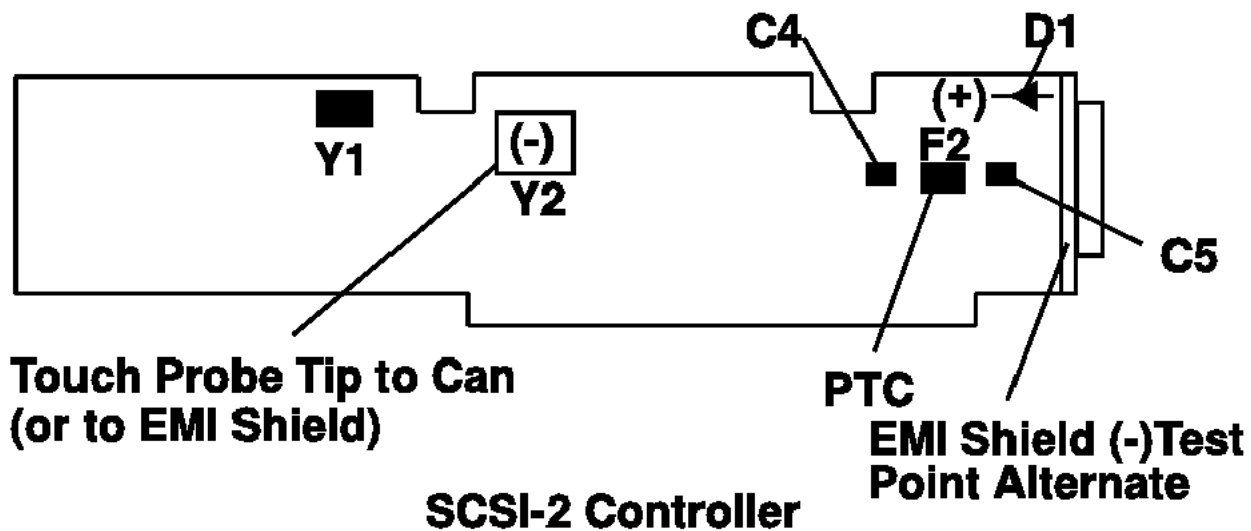 C4
D1
(+)
F2
Y1
(-)
Y2
C5
Touch Probe Tip to Can
(or to EMI Shield)
PTC
EMI Shield (-)Test
Point Alternate
SCSI-2 Controller